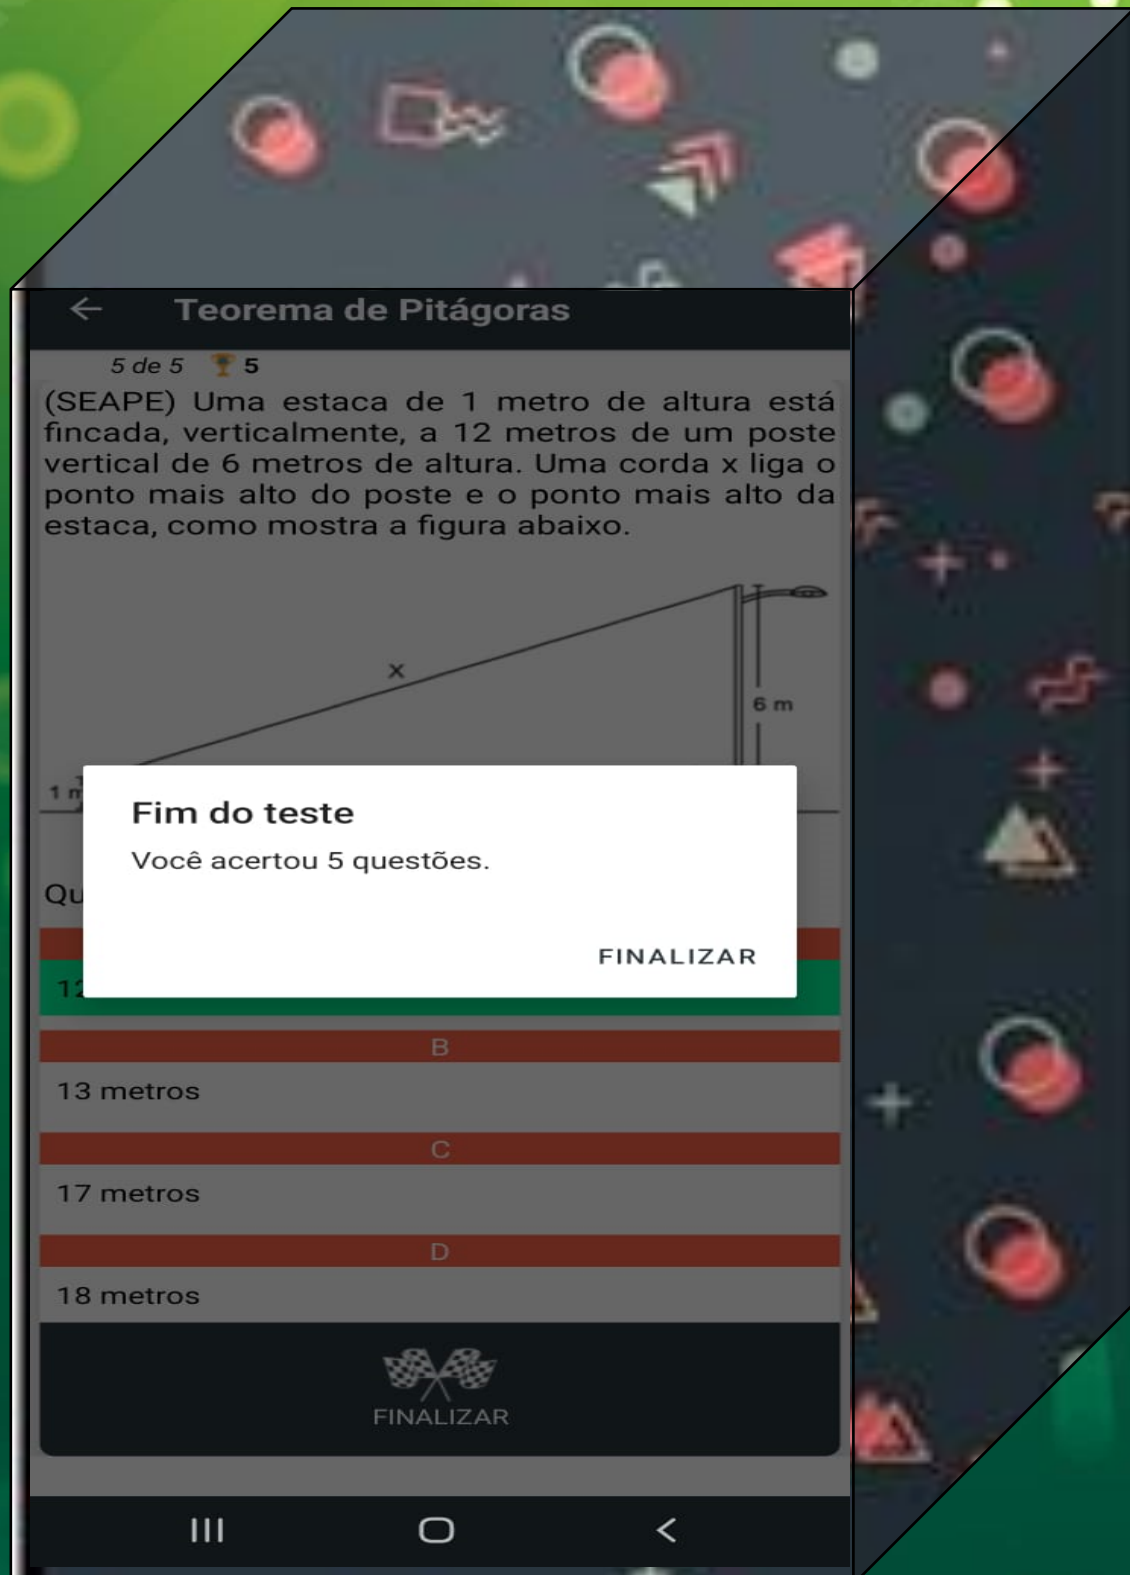 Teorema de Pitágoras
5 de 5 5
(SEAPE) Uma estaca de 1 metro de altura está
fincada, verticalmente, a 12 metros de um poste
vertical de 6 metros de altura. Uma corda x liga o
ponto mais alto do poste e o ponto mais alto da
estaca, como mostra a figura abaixo.
x
6 m
1
Fim do teste
Você acertou 5 questões.
FINALIZAR
B
13 metros
C
17 metros
D
18 metros
FINALIZAR